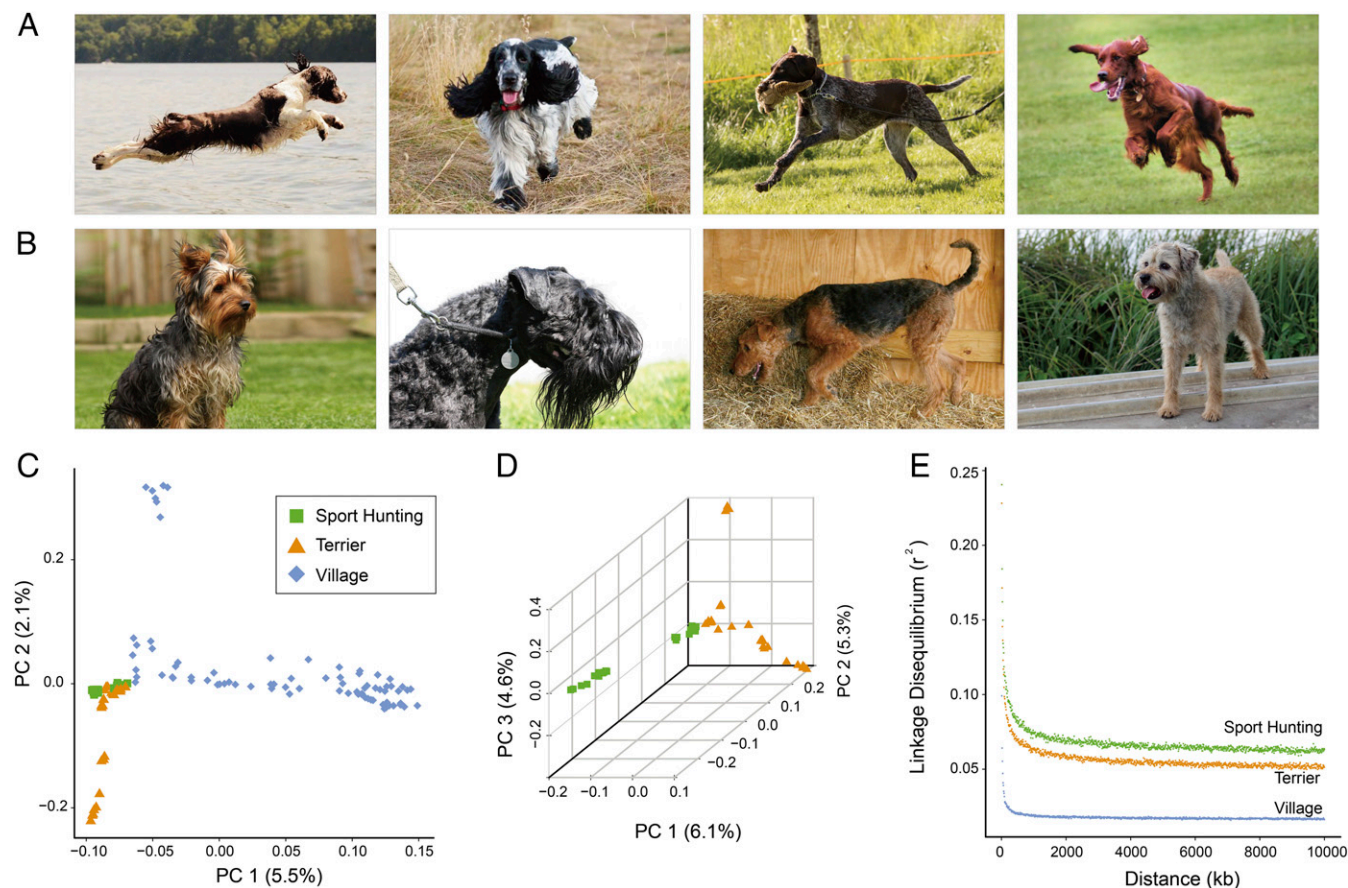 A
B
C
PC 2 (2.1%)
0.2
0.0
−0.2
−0.10
−0.05
0.00
0.05
0.10
0.15
PC 1 (5.5%)
Sport Hunting
Terrier
Village
D
PC 3 (4.6%)
0.4
0.2
0.0
−0.2
−0.2
−0.1
0.0
0.1
PC 1 (6.1%)
−0.2
−0.1
0.0
0.1
0.2
PC 2 (5.3%)
E
Linkage Disequilibrium (r²)
0.25
0.20
0.15
0.10
0.05
Sport Hunting
Terrier
Village
0
2000
4000
6000
8000
10000
Distance (kb)